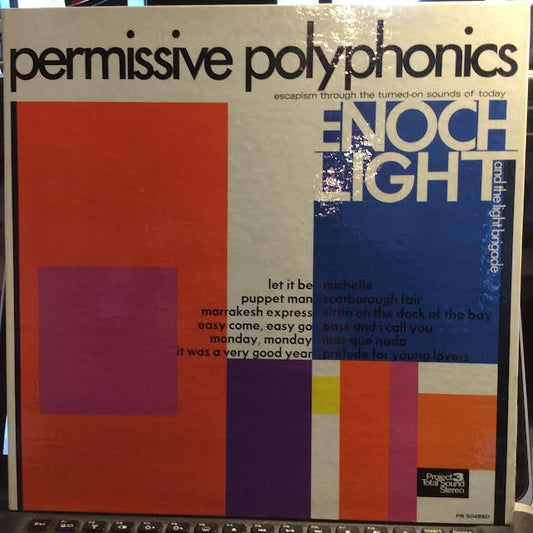 permissive polyphonics
escapism through the turned-on sounds of today
ENOCH
LIGHT
and the light brigade
let it be
puppet man
marrakesh express
easy come, easy go
monday, monday
it was a very good year
michelle
scarborough fair
sittin on the dock of the bay
pass and i call you
mas que nada
prelude for young lovers
Project 3
Total Sound
Stereo